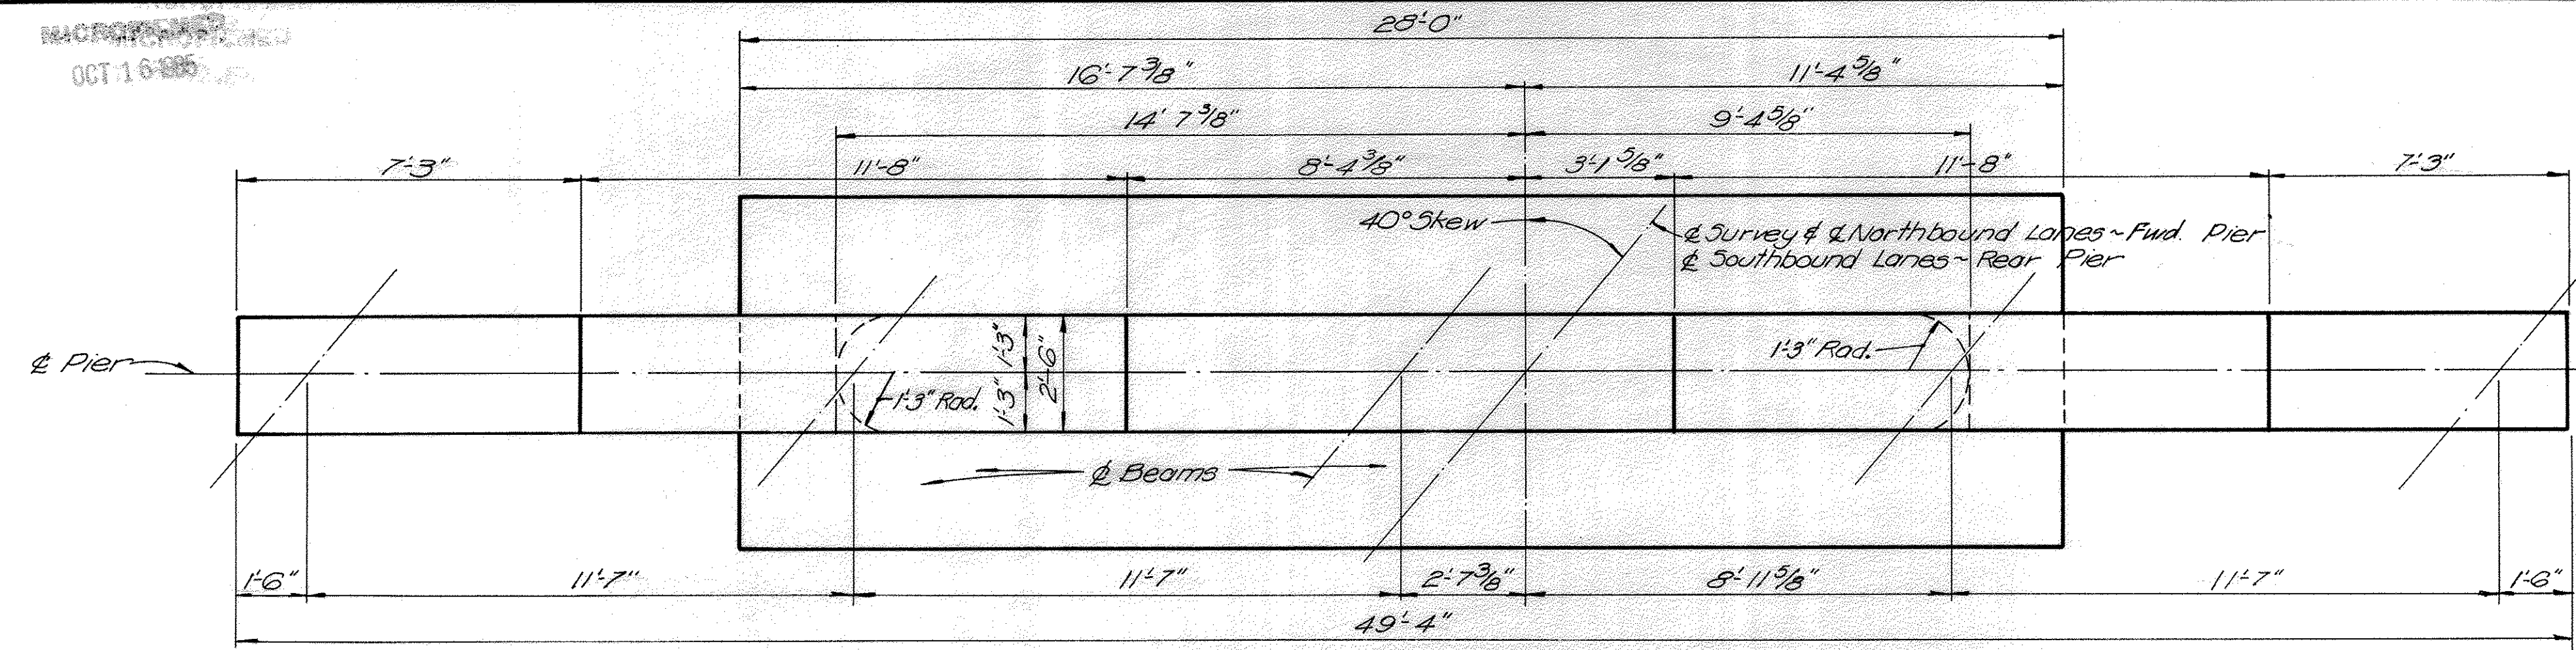 MICROFILMED
OCT 16 1985
28'-0"
16'-7 3/8"
11'-4 5/8"
14' 7 3/8"
9'-4 5/8"
7'-3"
11'-8"
8'-4 3/8"
3'-1 5/8"
11'-8"
7'-3"
40° Skew
℄ Survey & ℄ Northbound Lanes ~ Fwd. Pier
℄ Southbound Lanes ~ Rear Pier
℄ Pier
1'-3" Rad.
1'-3"
1'-3"
2'-6"
1'-3" Rad.
℄ Beams
1'-6"
11'-7"
11'-7"
2'-7 3/8"
8'-11 5/8"
11'-7"
1'-6"
49'-4"